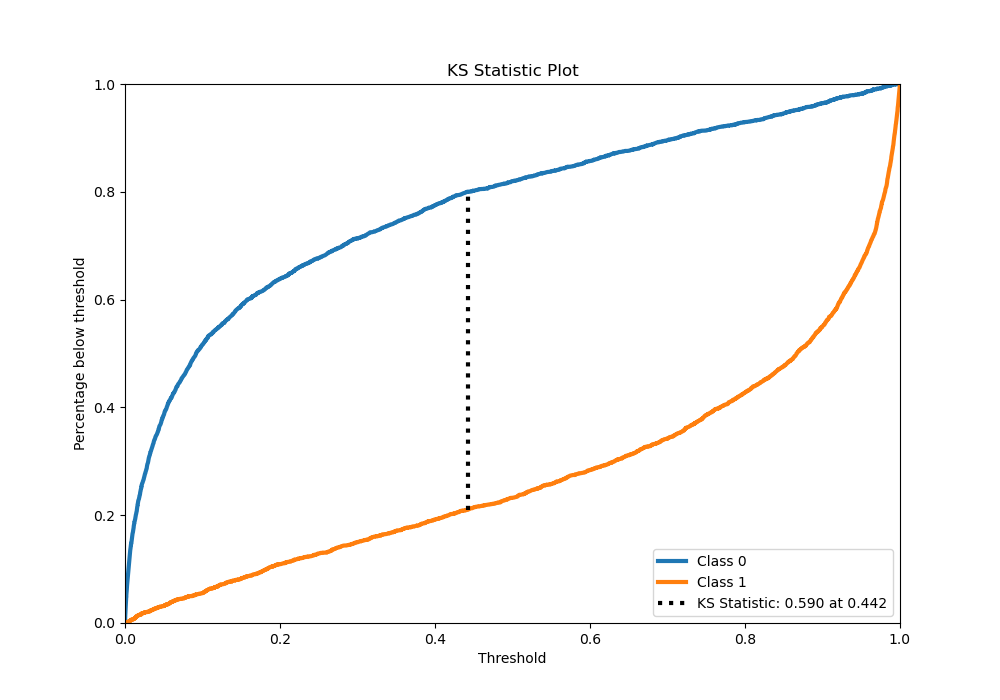 KS Statistic Plot
1.0
0.8
0.6
0.4
0.2
0.0
Percentage below threshold
0.0 0.2 0.4 0.6 0.8 1.0
Threshold
Class 0
Class 1
KS Statistic: 0.590 at 0.442